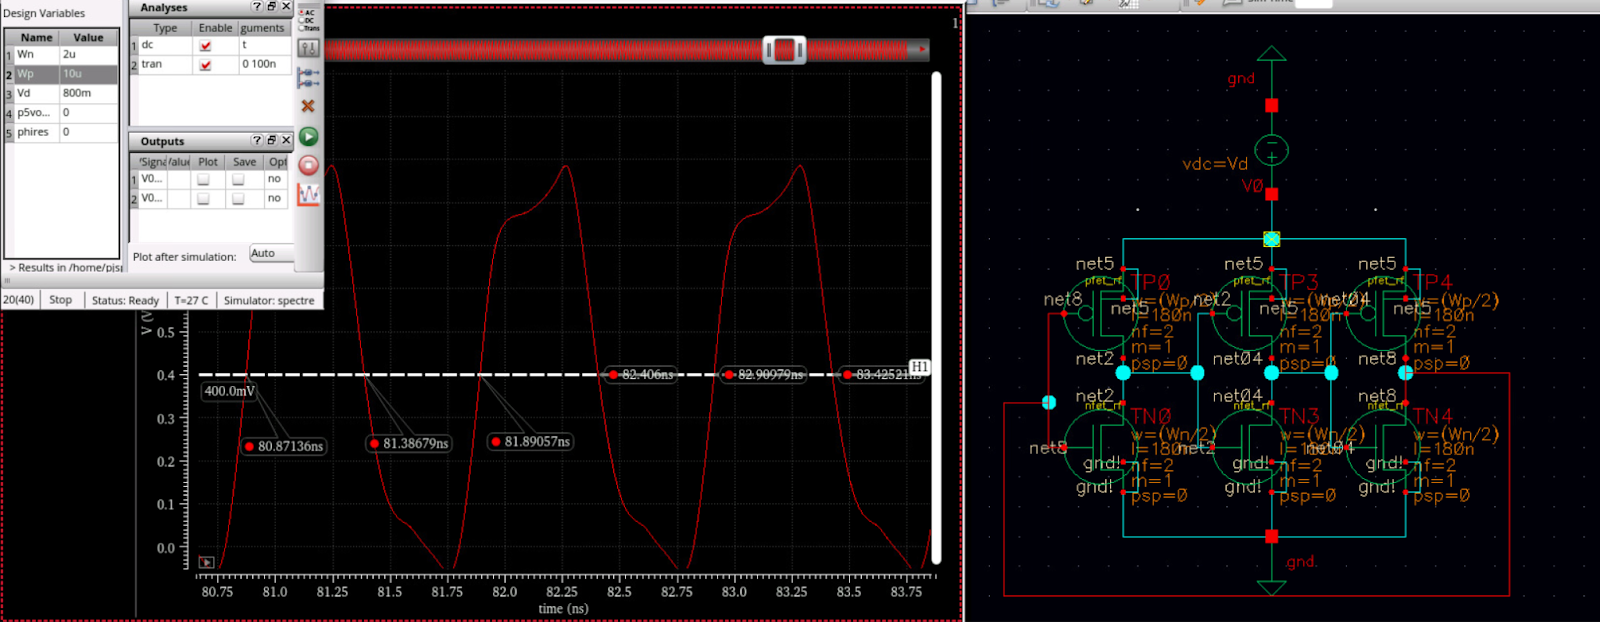 Design Variables
Name Value
1 Wn 2u
2 Wp 10u
3 Vd 800m
4 p5vo... 0
5 phires 0
> Results in /home/pjsp
Analyses
Type Enable guments
1 dc t
2 tran 0 100n
AC
DC
Trans
Outputs
Plot Save Opt
1 V0... no
2 V0... no
Plot after simulation: Auto
20(40) Stop Status: Ready T=27 C Simulator: spectre
1
V (V
0.5
0.4
0.3
0.2
0.1
0.0
400.0mV
80.87136ns
81.38679ns
81.89057ns
82.406ns
82.90979ns
83.42521ns
H1
80.75 81.0 81.25 81.5 81.75 82.0 82.25 82.5 82.75 83.0 83.25 83.5 83.75
time (ns)
gnd
vdc=Vd
V0
net5 net5 net5
pfet_rf pfet_rf pfet_rf
TP0 TP3 TP4
net8 net2 net04
net5 net5 net5
w=(Wp/2) w=(Wp/2) w=(Wp/2)
l=180n l=180n l=180n
nf=2 nf=2 nf=2
m=1 m=1 m=1
psp=0 psp=0 psp=0
net2 net04 net8
net2 net04 net8
nfet_rf nfet_rf nfet_rf
TN0 TN3 TN4
w=(Wn/2) w=(Wn/2) w=(Wn/2)
net8 net2 net04
l=180n l=180n l=180n
gnd! gnd! gnd!
nf=2 nf=2 nf=2
gnd! gnd! gnd!
m=1 m=1 m=1
psp=0 psp=0 psp=0
gnd